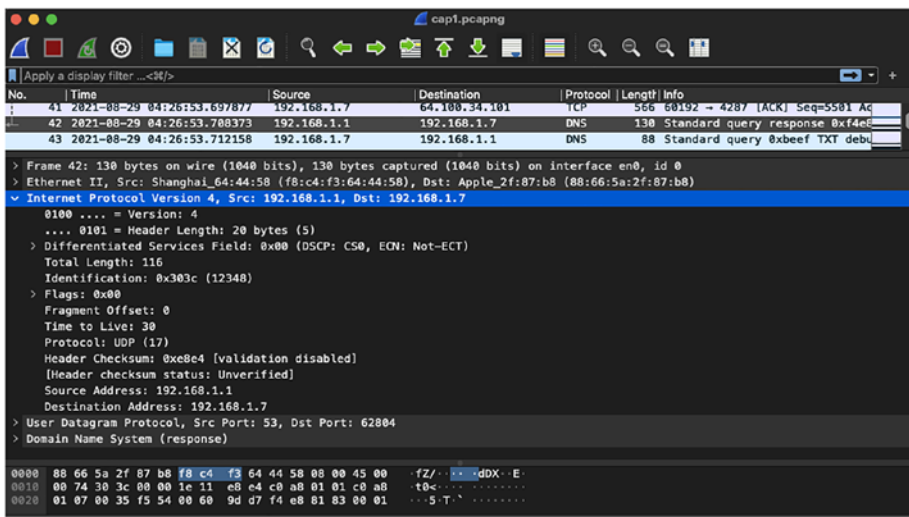 cap1.pcapng
Apply a display filter ...<⌘/>
No. Time Source Destination Protocol Length Info
41 2021-08-29 04:26:53.697877 192.168.1.7 64.100.34.101 TCP 566 60192 → 4287 [ACK] Seq=5501 Ac
42 2021-08-29 04:26:53.708373 192.168.1.1 192.168.1.7 DNS 130 Standard query response 0xf4e8
43 2021-08-29 04:26:53.712158 192.168.1.7 192.168.1.1 DNS 88 Standard query 0xbeef TXT debu
> Frame 42: 130 bytes on wire (1040 bits), 130 bytes captured (1040 bits) on interface en0, id 0
> Ethernet II, Src: Shanghai_64:44:58 (f8:c4:f3:64:44:58), Dst: Apple_2f:87:b8 (88:66:5a:2f:87:b8)
Internet Protocol Version 4, Src: 192.168.1.1, Dst: 192.168.1.7
0100 .... = Version: 4
.... 0101 = Header Length: 20 bytes (5)
> Differentiated Services Field: 0x00 (DSCP: CS0, ECN: Not-ECT)
Total Length: 116
Identification: 0x303c (12348)
> Flags: 0x00
Fragment Offset: 0
Time to Live: 30
Protocol: UDP (17)
Header Checksum: 0xe8e4 [validation disabled]
[Header checksum status: Unverified]
Source Address: 192.168.1.1
Destination Address: 192.168.1.7
> User Datagram Protocol, Src Port: 53, Dst Port: 62804
> Domain Name System (response)
0000 88 66 5a 2f 87 b8 f8 c4 f3 64 44 58 08 00 45 00 ·fZ/·· ·· ·dDX··E·
0010 00 74 30 3c 00 00 1e 11 e8 e4 c0 a8 01 01 c0 a8 ·t0<···· ········
0020 01 07 00 35 f5 54 00 60 9d d7 f4 e8 81 83 00 01 ···5·T·` ········